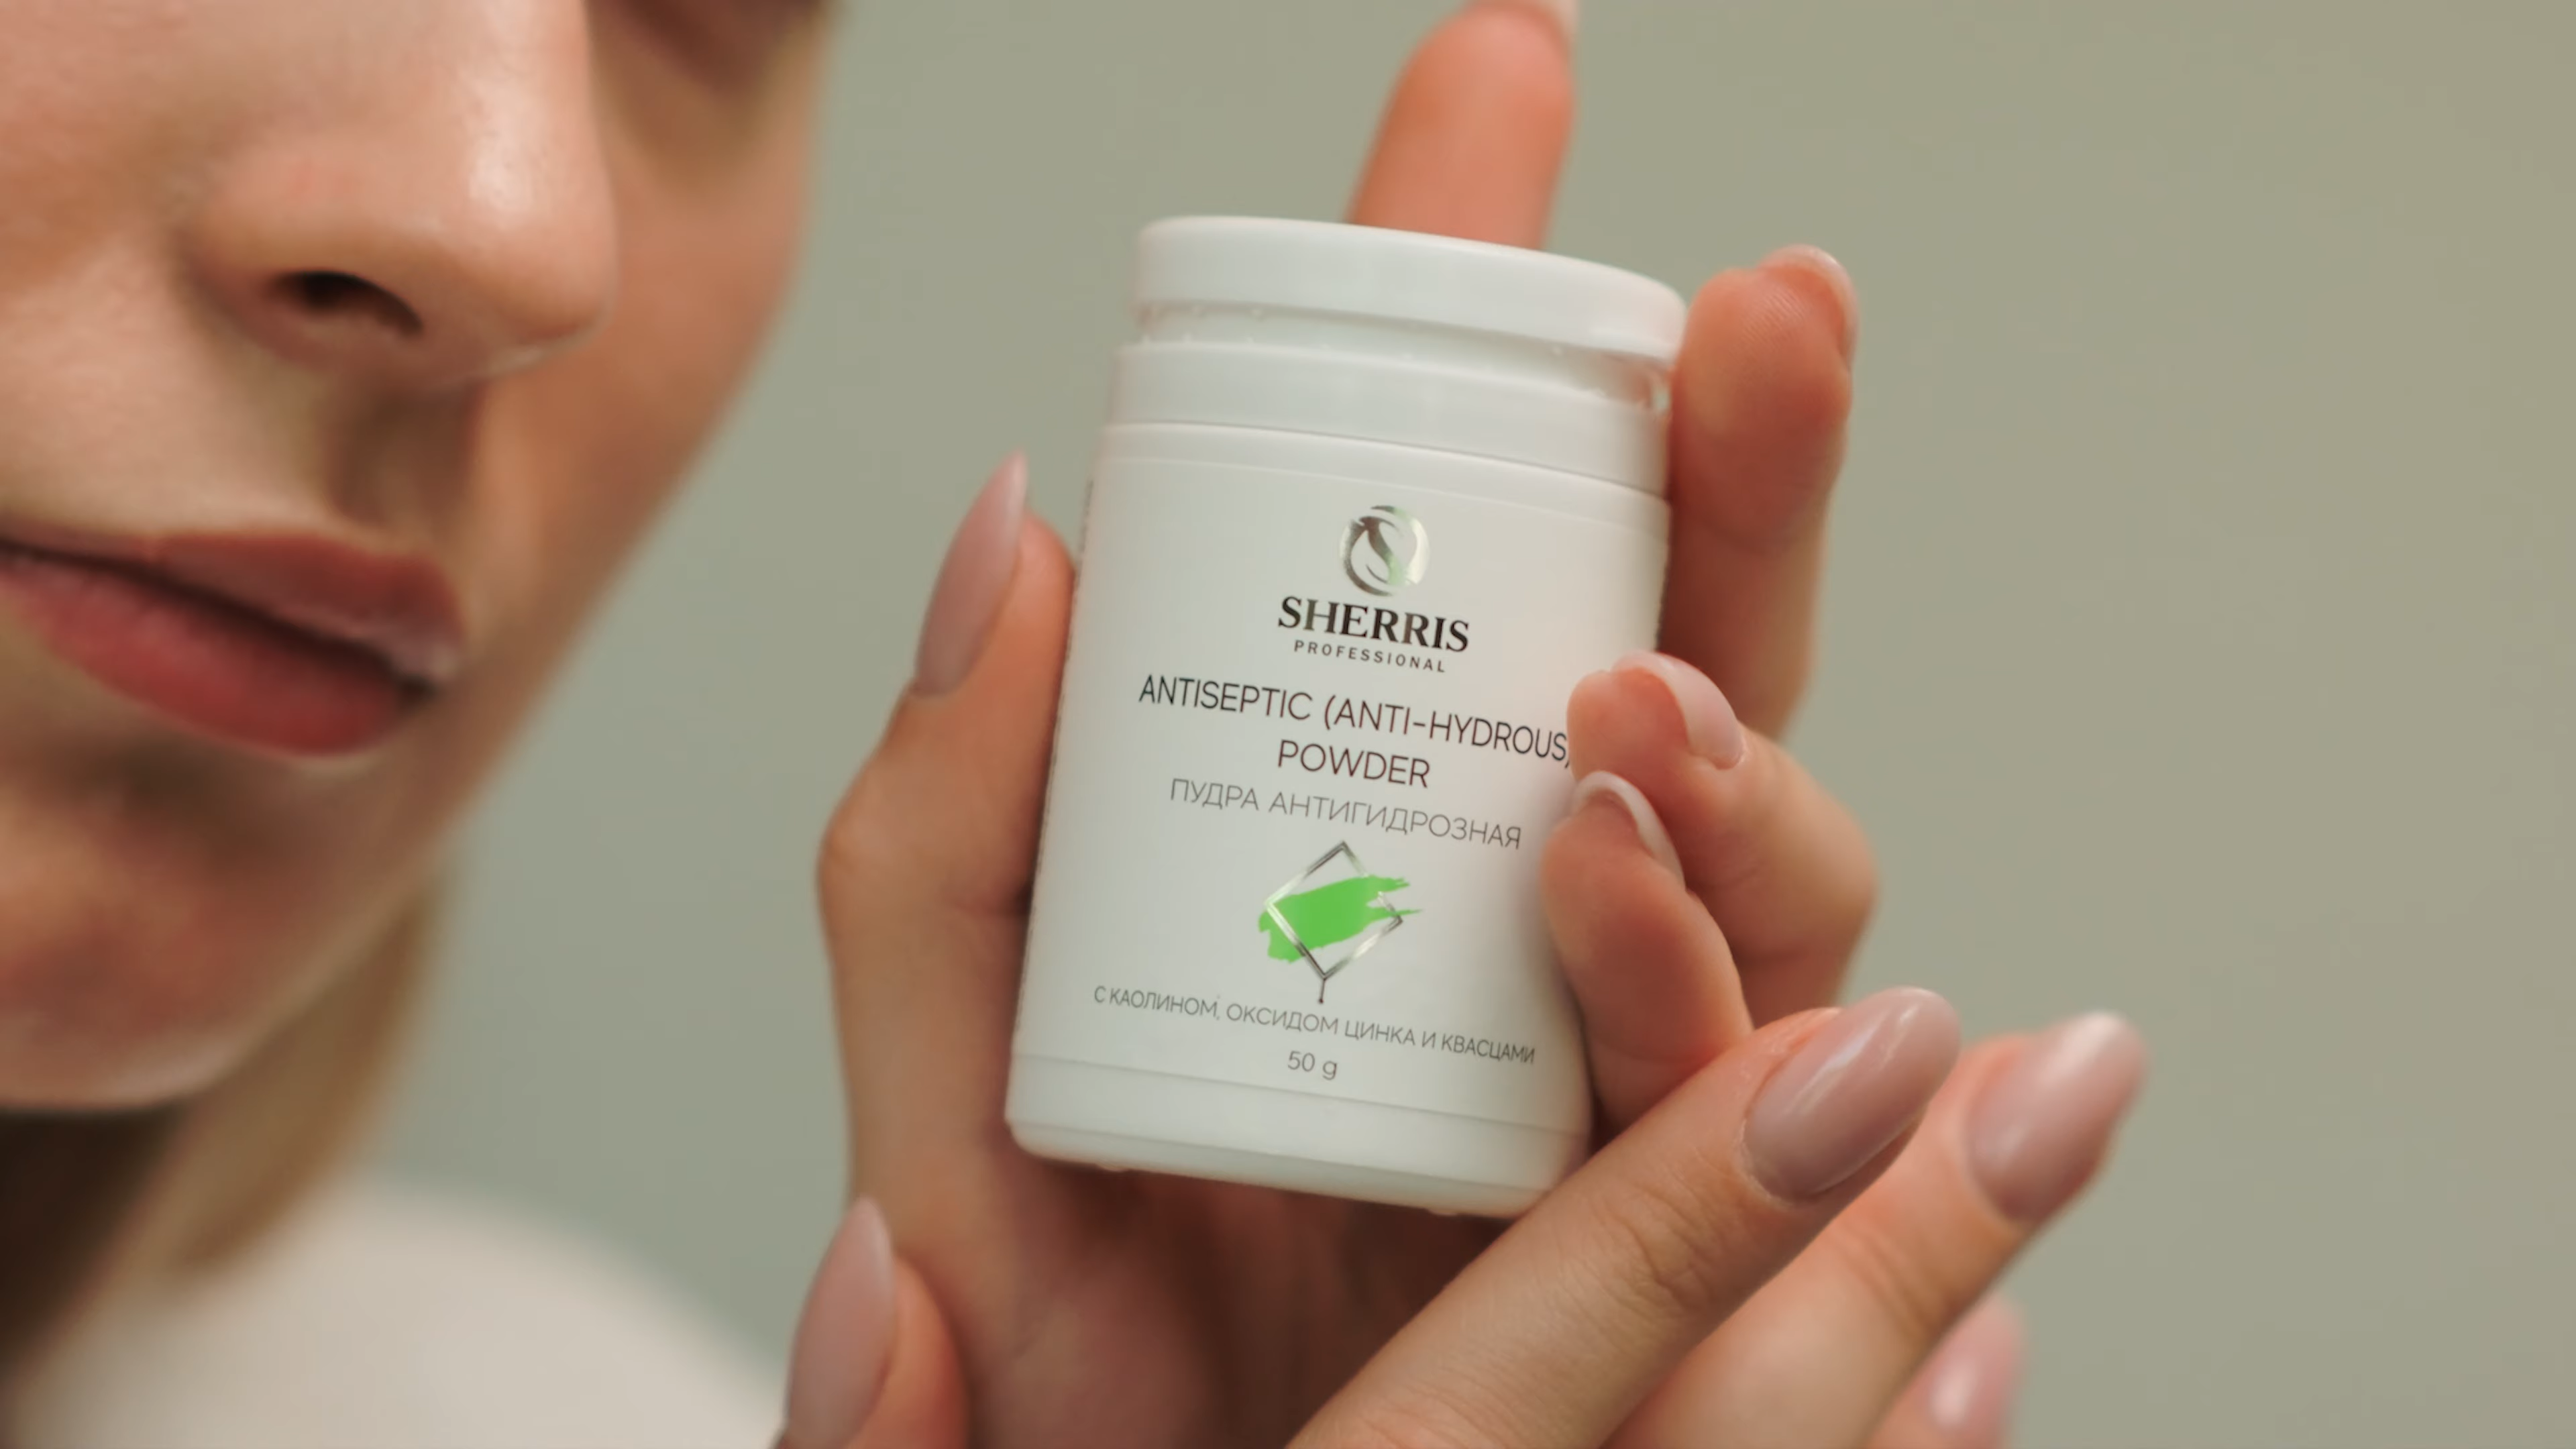 SHERRIS
PROFESSIONAL
ANTISEPTIC (ANTI-HYDROUS)
POWDER
ПУДРА АНТИГИДРОЗНАЯ
С КАОЛИНОМ, ОКСИДОМ ЦИНКА И КВАСЦАМИ
50 g